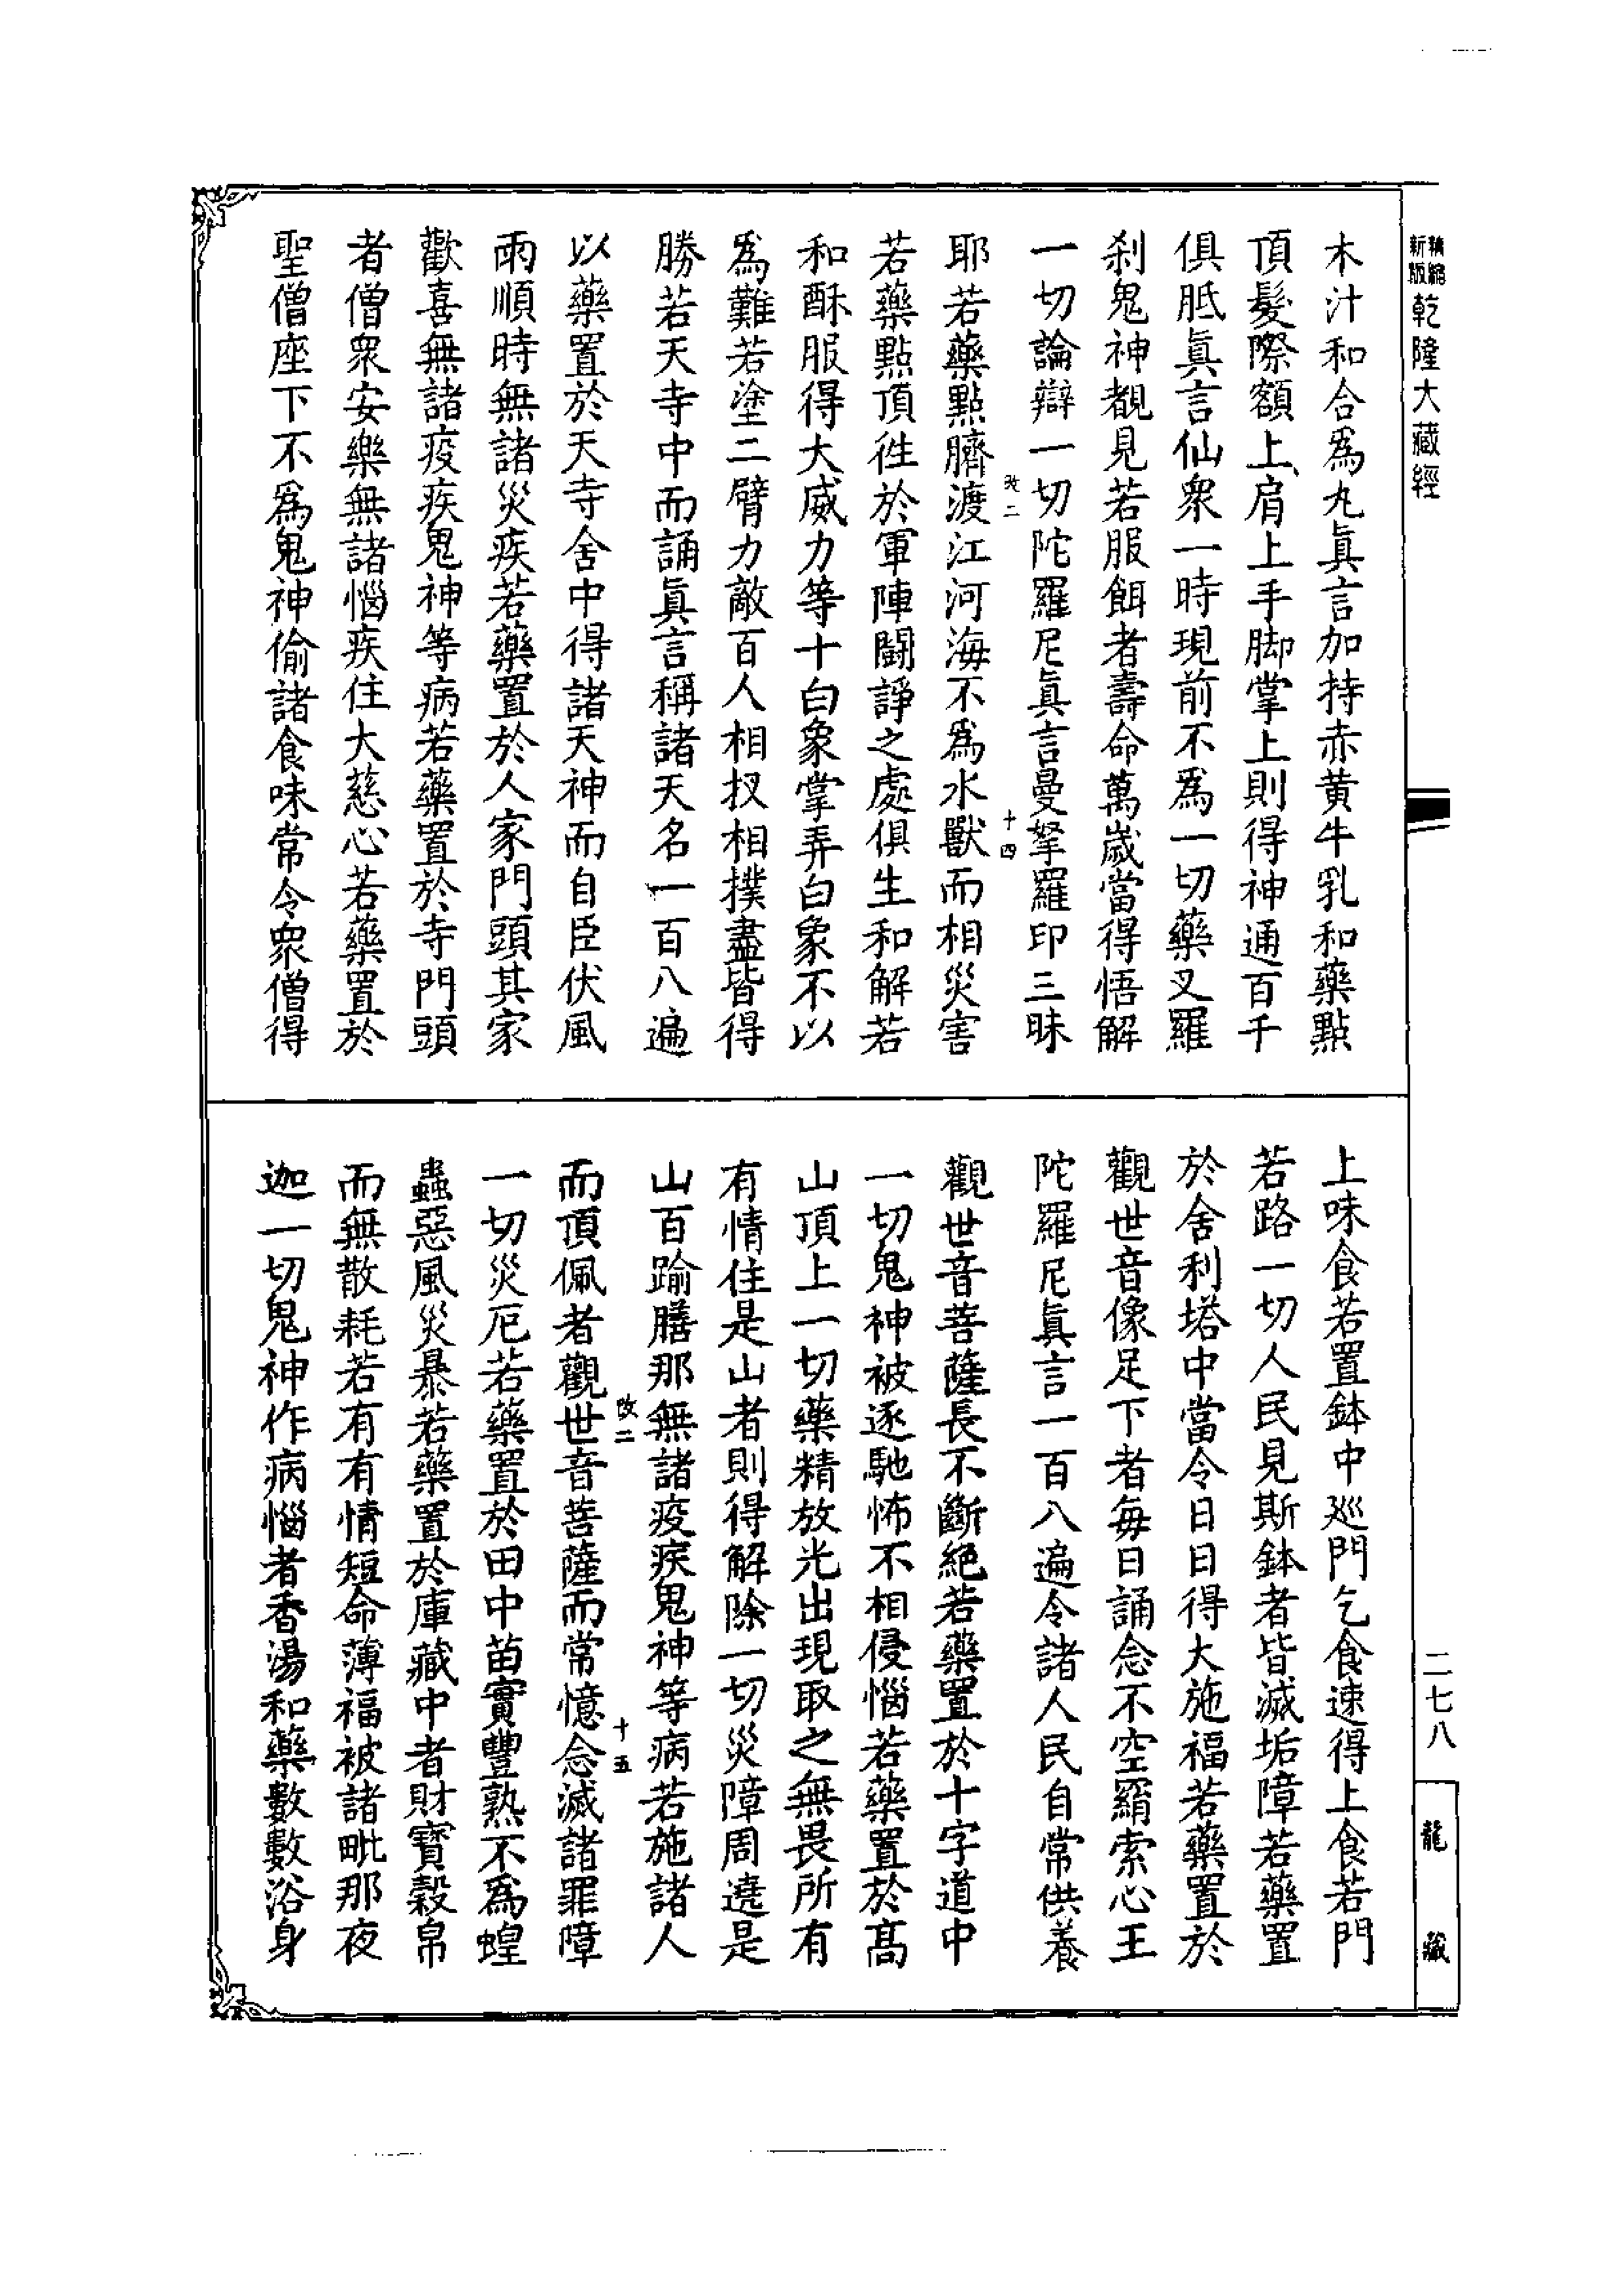 精縮新版
乾隆大藏經
木汁和合爲丸眞言加持赤黄牛乳和藥點
頂髮際額上肩上手脚掌上則得神通百千
俱胝眞言仙衆一時現前不爲一切藥叉羅
刹鬼神覩見若服餌者壽命萬歲當得悟解
一切論辯一切陀羅尼眞言曼拏羅印三昧
改二
十四
耶若藥點臍渡江河海不爲水獸而相災害
若藥點頂徃於軍陣鬪諍之處俱生和解若
和酥服得大威力等十白象掌弄白象不以
爲難若塗二臂力敵百人相扠相撲盡皆得
勝若天寺中而誦眞言稱諸天名一百八遍
以藥置於天寺舍中得諸天神而自臣伏風
雨順時無諸災疾若藥置於人家門頭其家
歡喜無諸疫疾鬼神等病若藥置於寺門頭
者僧衆安樂無諸惱疾住大慈心若藥置於
聖僧座下不爲鬼神偷諸食味常令衆僧得
上味食若置鉢中廵門乞食速得上食若門
若路一切人民見斯鉢者皆滅垢障若藥置
於舍利塔中當令日日得大施福若藥置於
觀世音像足下者毎日誦念不空羂索心王
陀羅尼眞言一百八遍令諸人民自常供養
觀世音菩薩長不斷絕若藥置於十字道中
一切鬼神被逐馳怖不相侵惱若藥置於髙
山頂上一切藥精放光出現取之無畏所有
有情住是山者則得解除一切災障周遶是
山百踰膳那無諸疫疾鬼神等病若施諸人
改二
十五
而頂佩者觀世音菩薩而常憶念滅諸罪障
一切災厄若藥置於田中苗實豐熟不爲蝗
蟲惡風災暴若藥置於庫藏中者財寳穀帛
而無散耗若有有情短命薄福被諸毗那夜
迦一切鬼神作病惱者香湯和藥數數浴身
二七八
龍藏